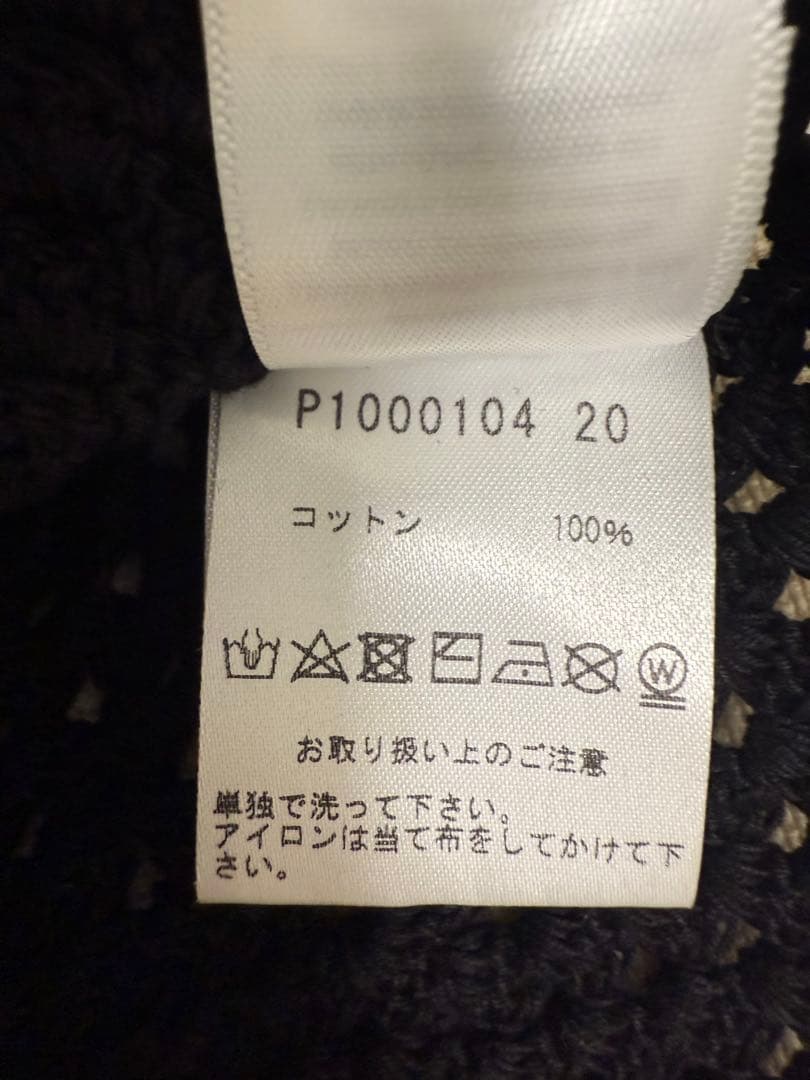 P1000104 20
コットン 100%
W
お取り扱い上のご注意
単独で洗って下さい。
アイロンは当て布をしてかけて下
さい。